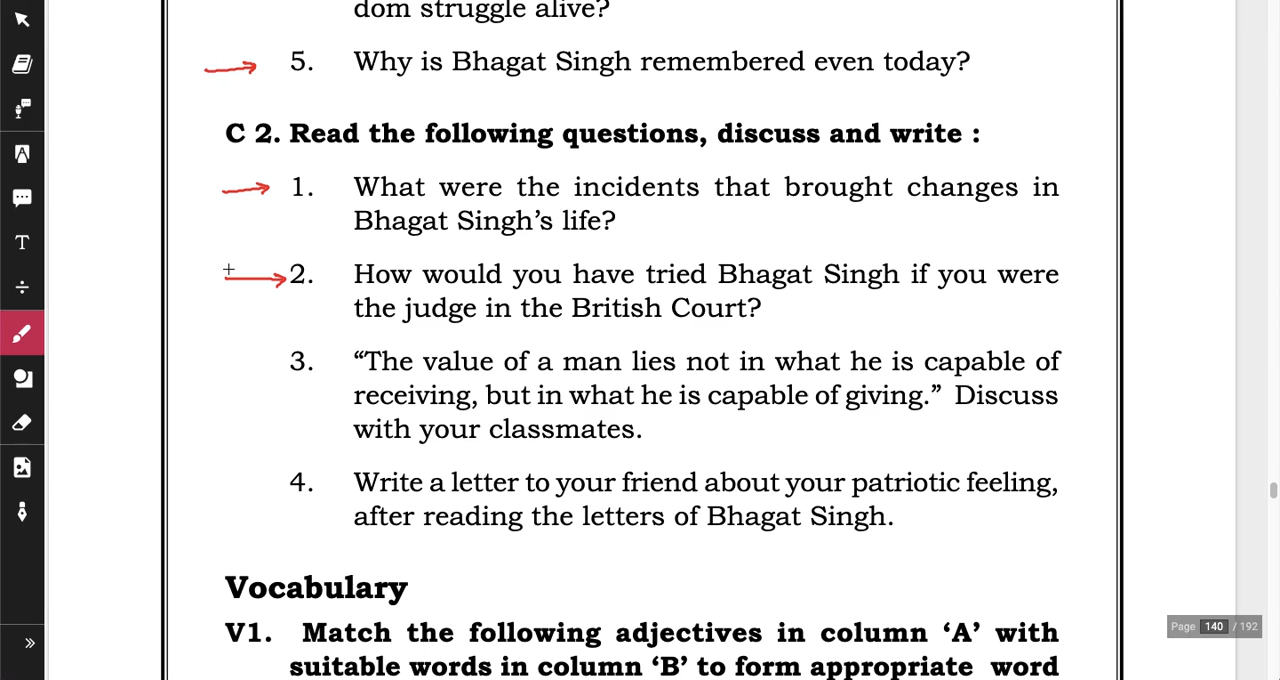 dom struggle alive?
5. Why is Bhagat Singh remembered even today?
C 2. Read the following questions, discuss and write :
1. What were the incidents that brought changes in
Bhagat Singh’s life?
2. How would you have tried Bhagat Singh if you were
the judge in the British Court?
3. “The value of a man lies not in what he is capable of
receiving, but in what he is capable of giving.” Discuss
with your classmates.
4. Write a letter to your friend about your patriotic feeling,
after reading the letters of Bhagat Singh.
Vocabulary
V1. Match the following adjectives in column ‘A’ with
suitable words in column ‘B’ to form appropriate word
Page 140 / 192